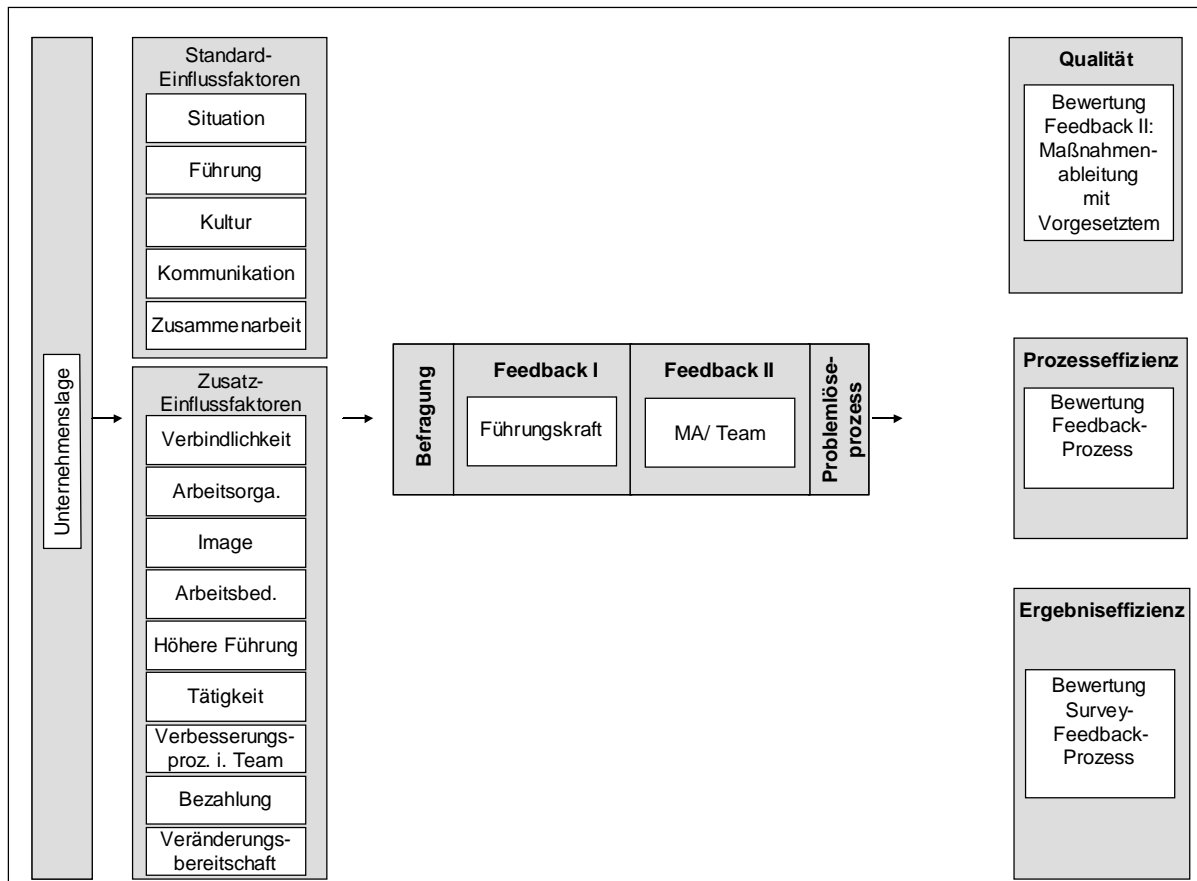 Unternehmenslage
Standard-
Einflussfaktoren
Situation
Führung
Kultur
Kommunikation
Zusammenarbeit
Zusatz-
Einflussfaktoren
Verbindlichkeit
Arbeitsorga.
Image
Arbeitsbed.
Höhere Führung
Tätigkeit
Verbesserungs-
proz. i. Team
Bezahlung
Veränderungs-
bereitschaft
Befragung
Feedback I
Führungskraft
Feedback II
MA/ Team
Problemlöse-
prozess
Qualität
Bewertung
Feedback II:
Maßnahmen-
ableitung
mit
Vorgesetztem
Prozesseffizienz
Bewertung
Feedback-
Prozess
Ergebniseffizienz
Bewertung
Survey-
Feedback-
Prozess